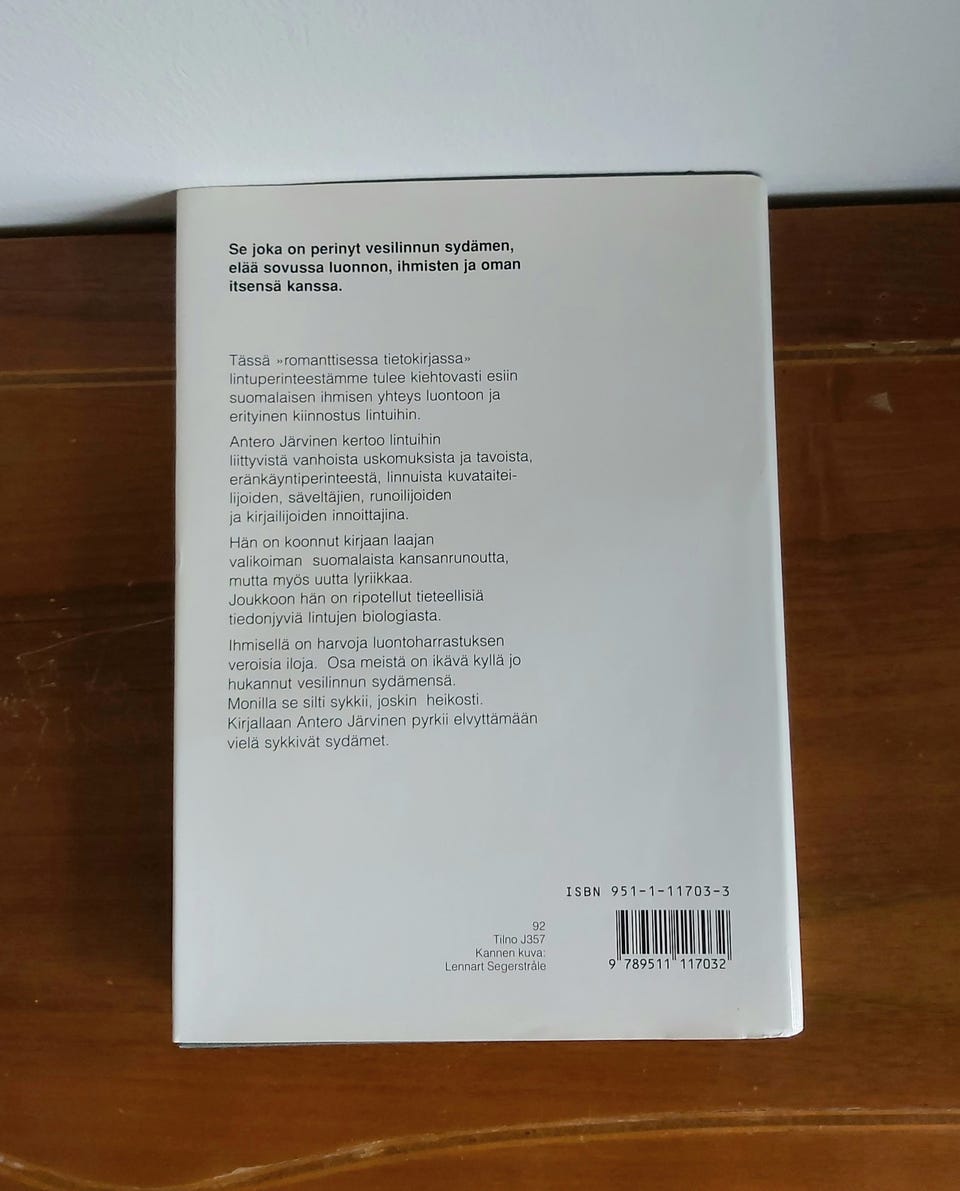 Se joka on perinyt vesilinnun sydämen,
elää sovussa luonnon, ihmisten ja oman
itsensä kanssa.
Tässä »romanttisessa tietokirjassa»
lintuperinteestämme tulee kiehtovasti esiin
suomalaisen ihmisen yhteys luontoon ja
erityinen kiinnostus lintuihin.
Antero Järvinen kertoo lintuihin
liittyvistä vanhoista uskomuksista ja tavoista,
eränkäyntiperinteestä, linnuista kuvataitei-
lijoiden, säveltäjien, runoilijoiden
ja kirjailijoiden innoittajina.
Hän on koonnut kirjaan laajan
valikoiman suomalaista kansanrunoutta,
mutta myös uutta lyriikkaa.
Joukkoon hän on ripotellut tieteellisiä
tiedonjyviä lintujen biologiasta.
Ihmisellä on harvoja luontoharrastuksen
veroisia iloja. Osa meistä on ikävä kyllä jo
hukannut vesilinnun sydämensä.
Monilla se silti sykkii, joskin heikosti.
Kirjallaan Antero Järvinen pyrkii elvyttämään
vielä sykkivät sydämet.
ISBN 951-1-11703-3
92
Tilno J357
Kannen kuva:
Lennart Segerstråle
9 789511 117032